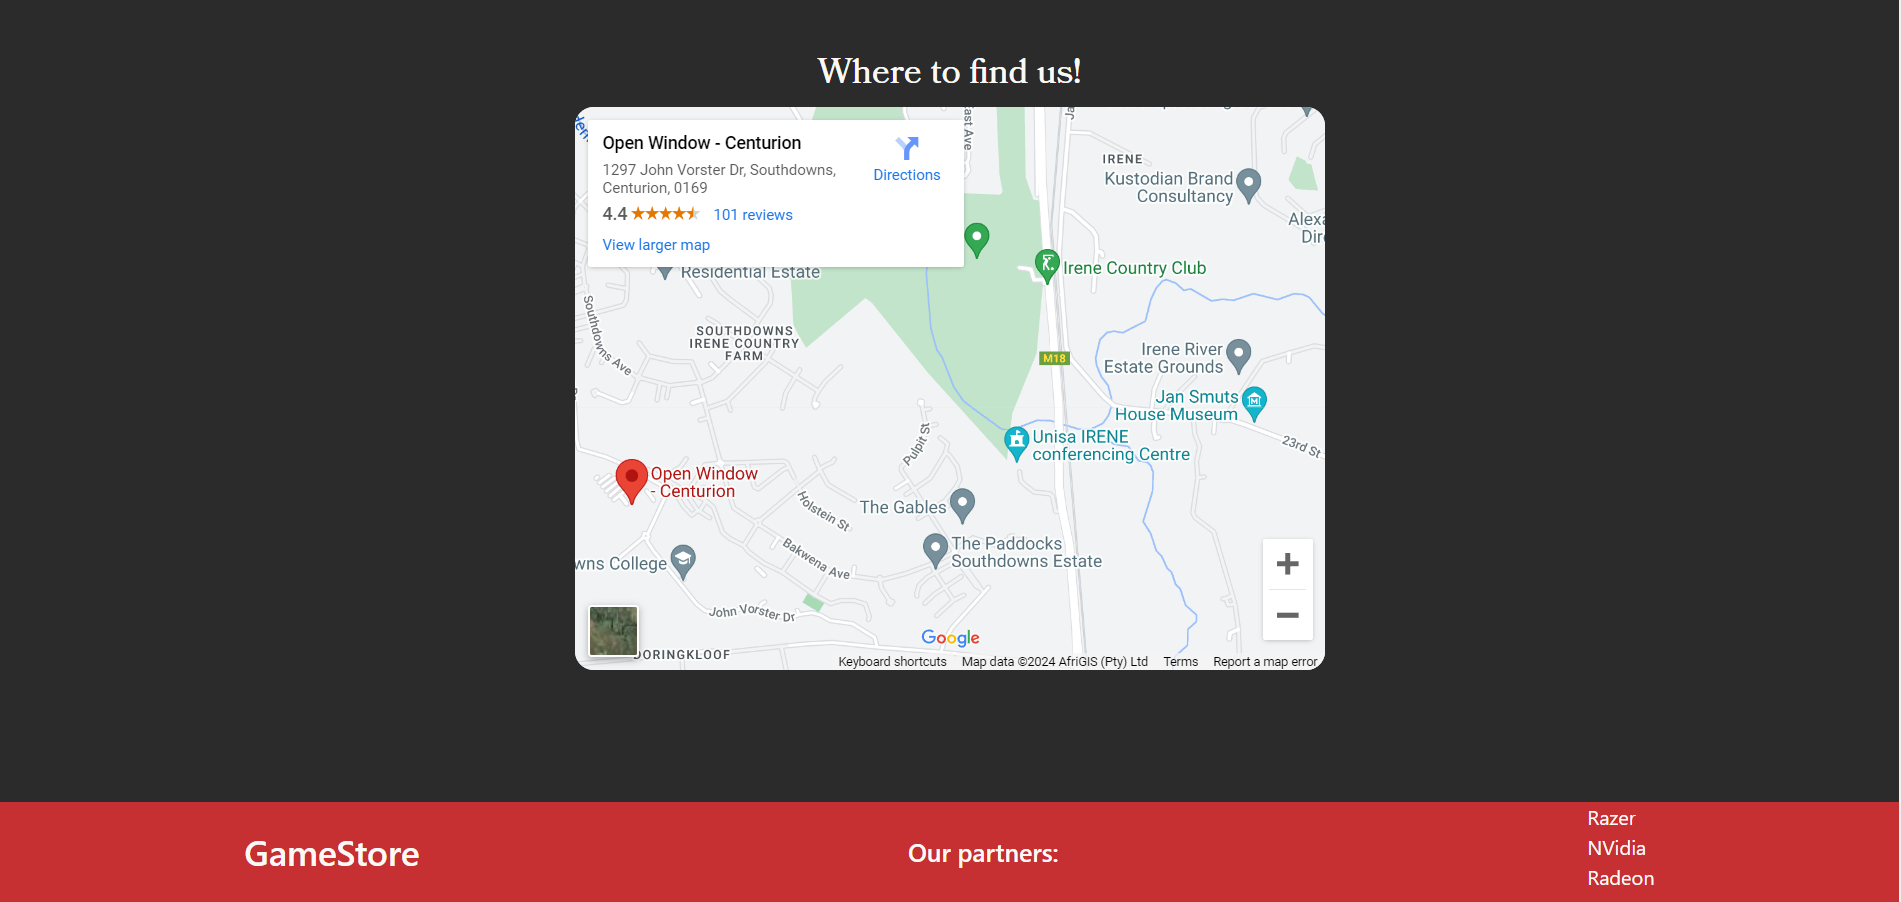 Where to find us!
Open Window - Centurion
1297 John Vorster Dr, Southdowns,
Centurion, 0169
4.4
101 reviews
View larger map
Directions
IRENE
Kustodian Brand
Consultancy
Residential Estate
Irene Country Club
Southdowns Ave
SOUTHDOWNS
IRENE COUNTRY
FARM
M18
Irene River
Estate Grounds
Jan Smuts
House Museum
23rd St
Unisa IRENE
conferencing Centre
Pulpit St
Open Window
- Centurion
Holstein St
The Gables
The Paddocks
Southdowns Estate
Bakwena Ave
wns College
John Vorster Dr
DORINGKLOOF
Google
Keyboard shortcuts
Map data ©2024 AfriGIS (Pty) Ltd
Terms
Report a map error
GameStore
Our partners:
Razer
NVidia
Radeon